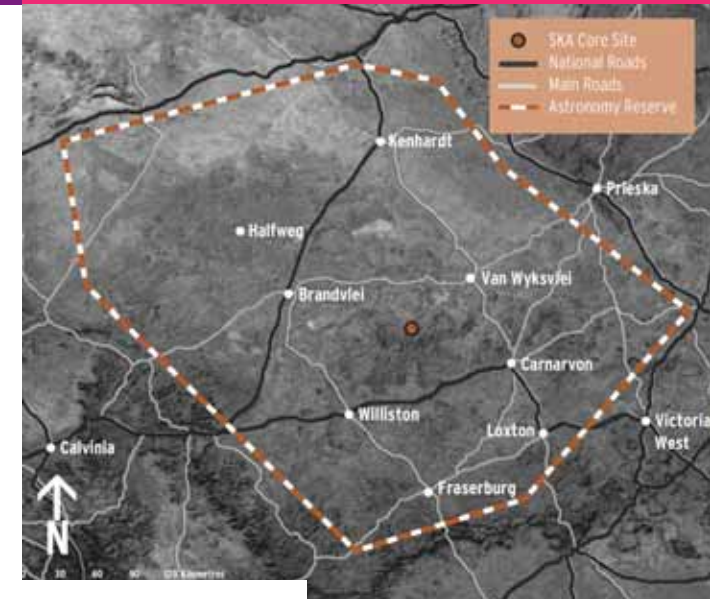 SKA Core Site
National Roads
Main Roads
Astronomy Reserve
Kenhardt
Prieska
Halfweg
Van Wyksvlei
Brandvlei
Carnarvon
Williston
Loxton
Victoria
West
Calvinia
Fraserburg
N
30 60 90 120 Kilometres